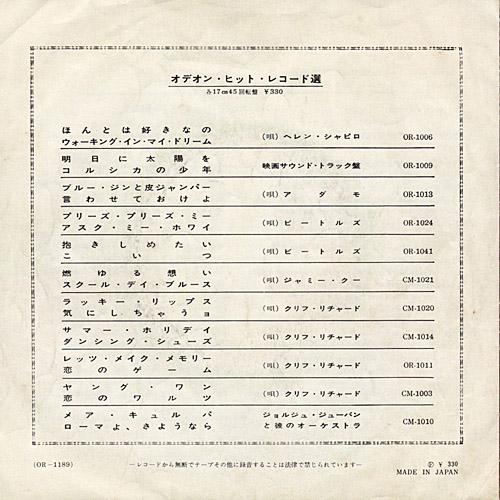 オデオン・ヒット・レコード選
各17cm45回転盤 ¥330
ほんとは好きなの
ウォーキング・イン・マイ・ドリーム
(唄) ヘレン・シャピロ OR-1006
明日に太陽を
コルシカの少年
映画サウンド・トラック盤 OR-1009
ブルー・ジンと皮ジャンパー
言わせておけよ
(唄) アダモ OR-1013
プリーズ・プリーズ・ミー
アスク・ミー・ホワイ
(唄) ビートルズ OR-1024
抱きしめたい
こいつ
(唄) ビートルズ OR-1041
燃ゆる想い
スクール・デイ・ブルース
(唄) ジャミー・クー CM-1021
ラッキー・リップス
気にしちゃうョ
(唄) クリフ・リチャード CM-1020
サマー・ホリデイ
ダンシング・シューズ
(唄) クリフ・リチャード CM-1014
レッツ・メイク・メモリー
恋のゲーム
(唄) クリフ・リチャード OR-1011
ヤング・ワン
恋のワルツ
(唄) クリフ・リチャード CM-1003
メア・キュルパ
ローマよ、さようなら
ジョルジュ・ジューバン
と彼のオーケストラ CM-1010
(OR-1189)
―レコードから無断でテープその他に録音することは法律で禁じられています―
Ⓟ ¥ 330
MADE IN JAPAN